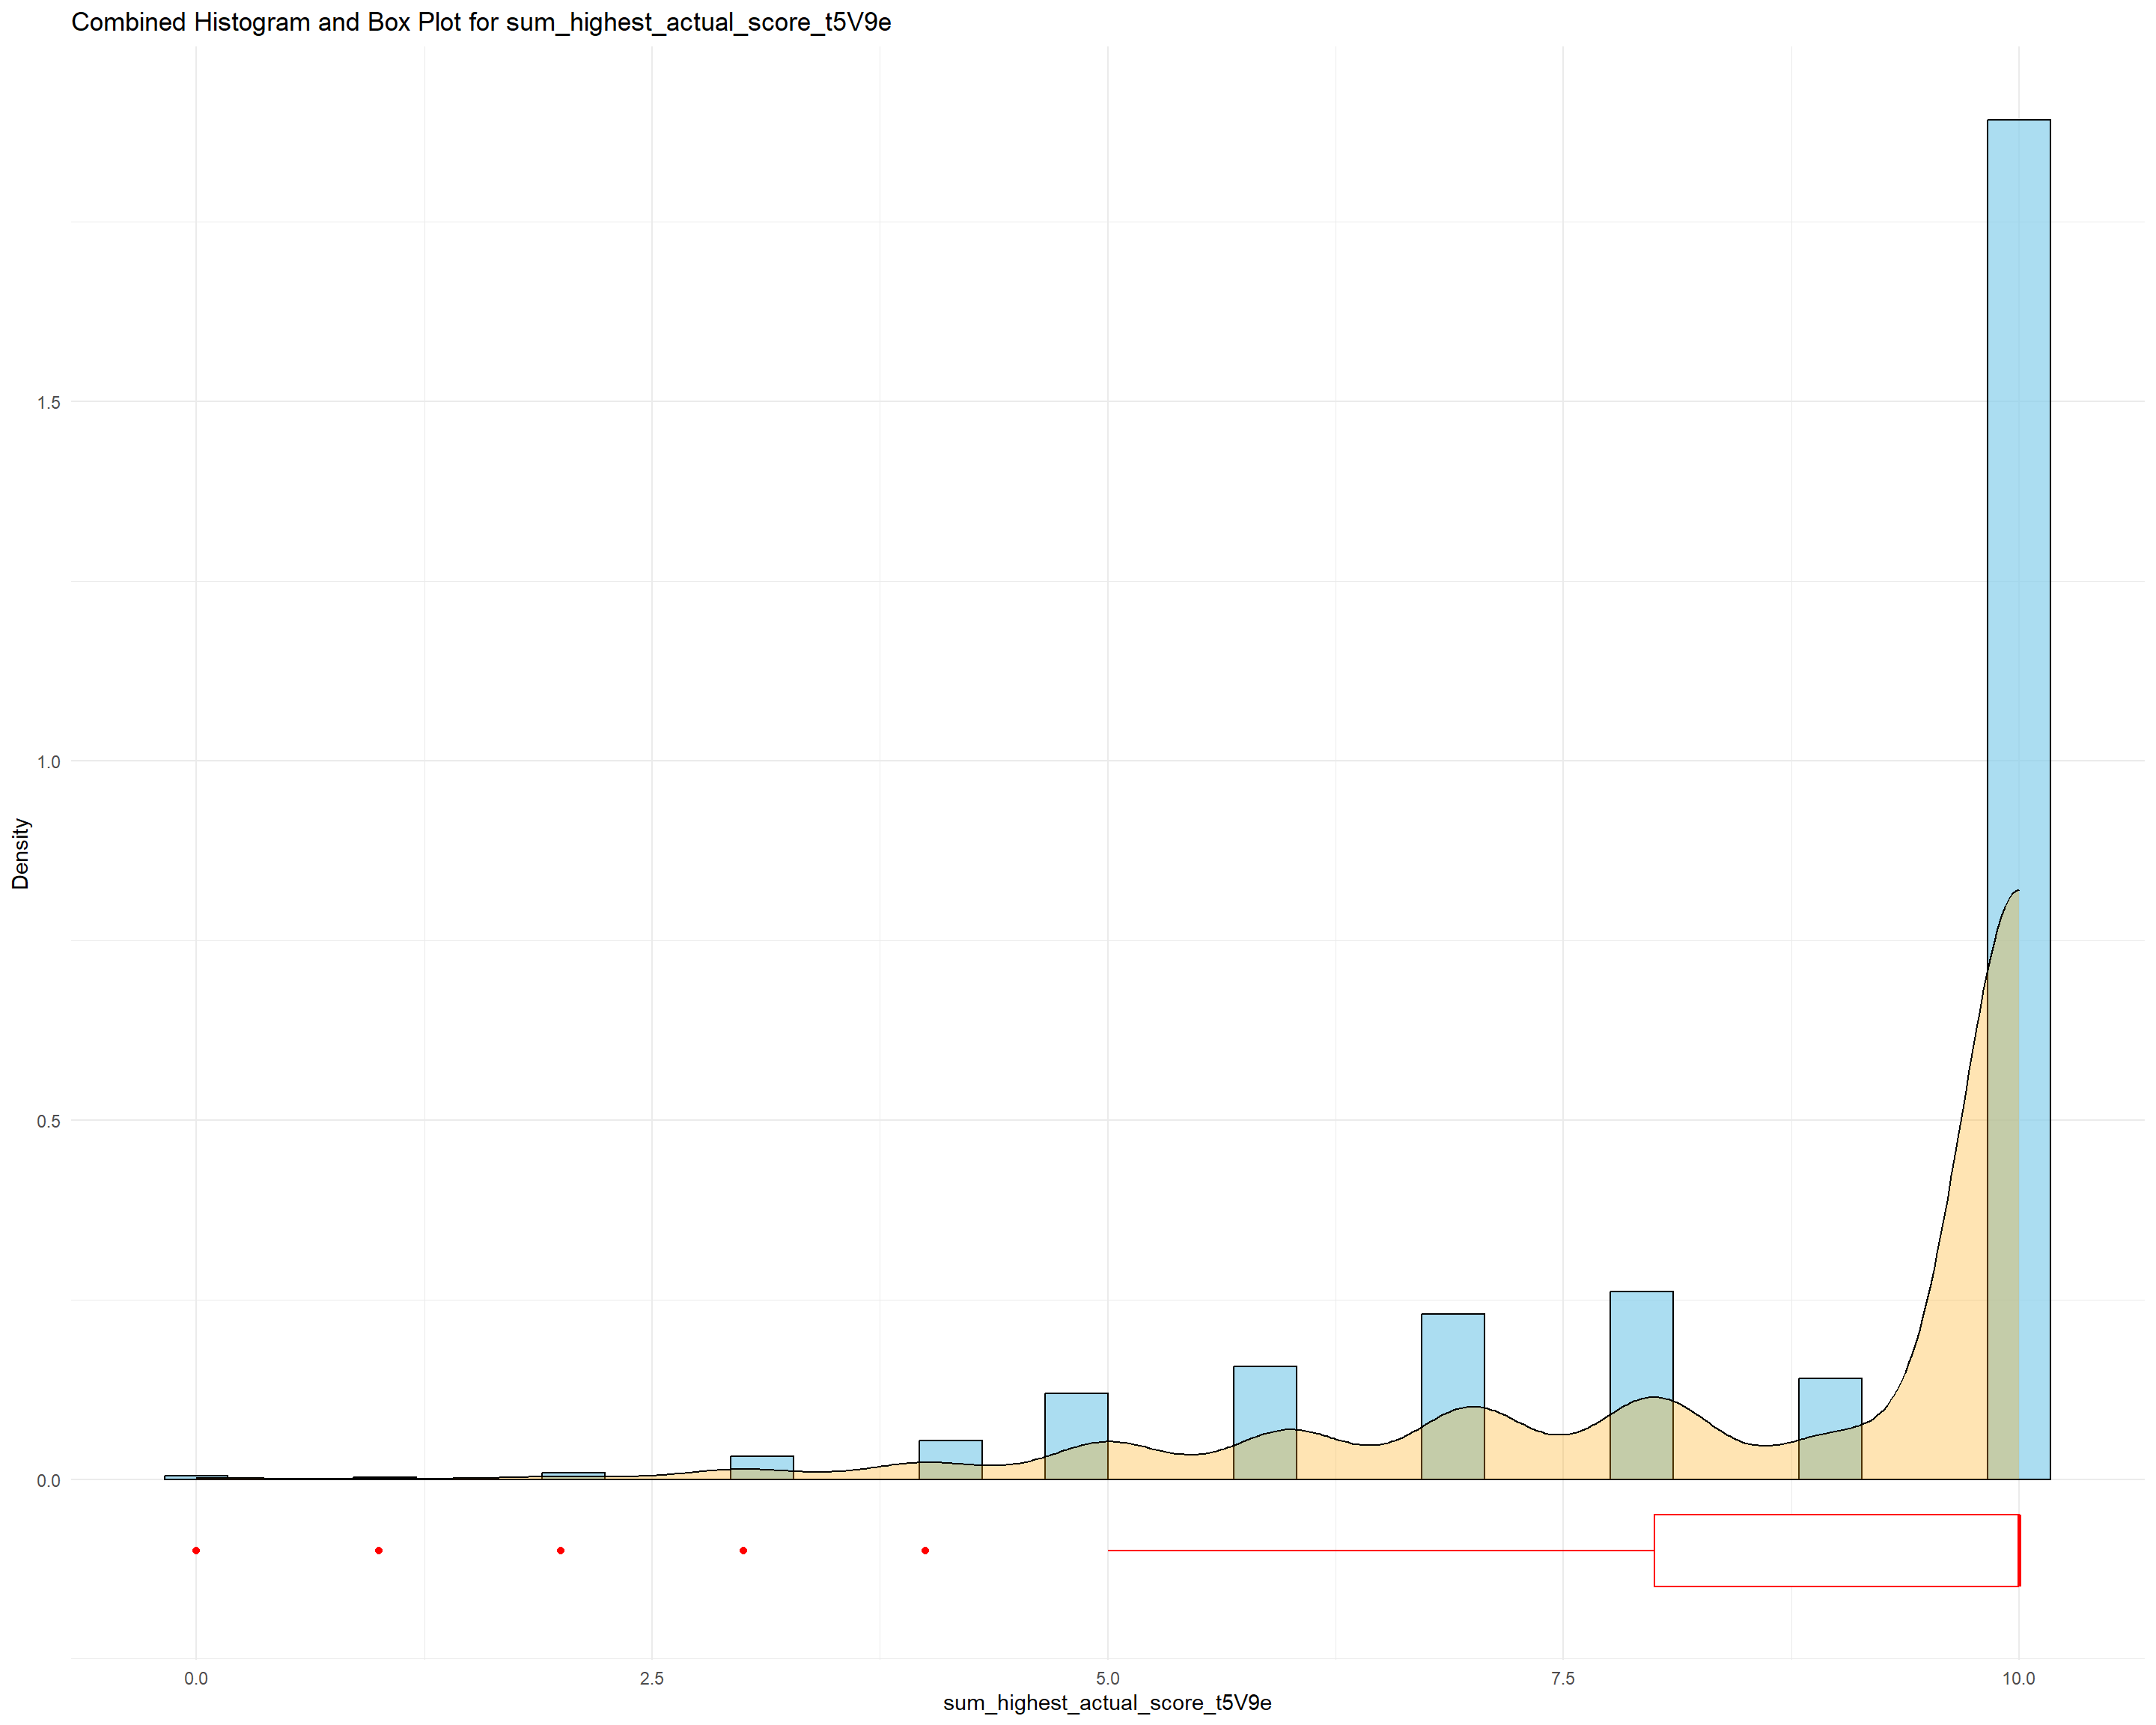 Combined Histogram and Box Plot for sum_highest_actual_score_t5V9e
Density
1.5
1.0
0.5
0.0
0.0 2.5 5.0 7.5 10.0
sum_highest_actual_score_t5V9e